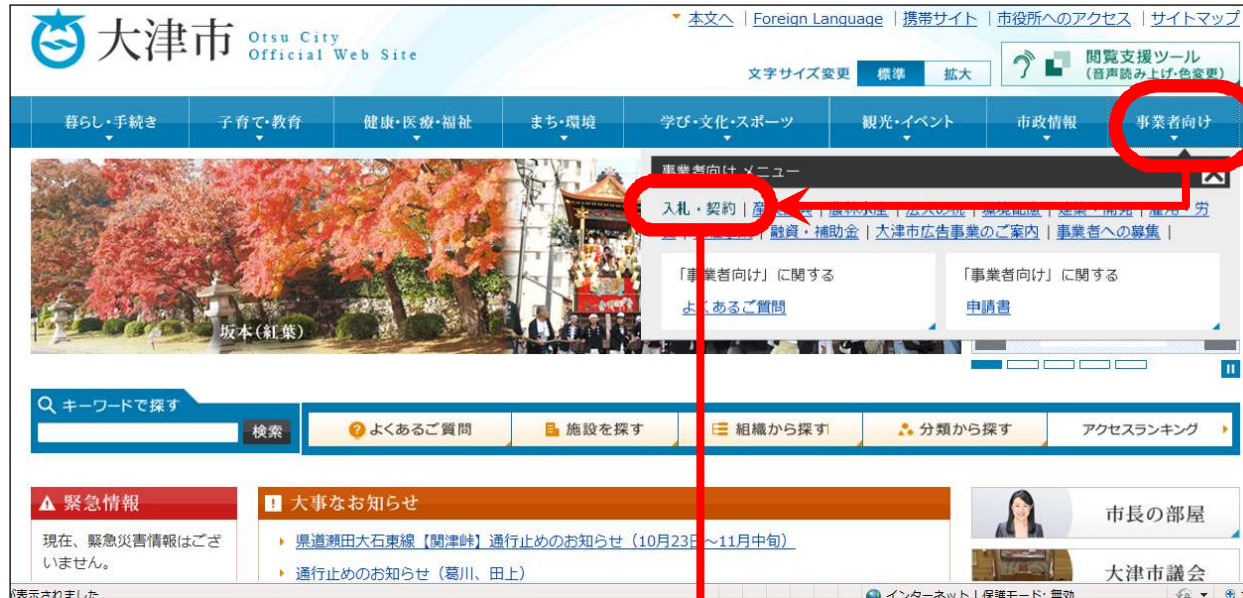 本文へ | Foreign Language | 携帯サイト | 市役所へのアクセス | サイトマップ
大津市 Otsu City
Official Web Site
文字サイズ変更 標準 拡大
閲覧支援ツール
(音声読み上げ・色変更)
暮らし・手続き 子育て・教育 健康・医療・福祉 まち・環境 学び・文化・スポーツ 観光・イベント 市政情報 事業者向け
事業者向け メニュー
入札・契約
融資・補助金 | 大津市広告事業のご案内 | 事業者への募集 |
「事業者向け」に関する
よくあるご質問
「事業者向け」に関する
申請書
坂本(紅葉)
キーワードで探す
検索
よくあるご質問 施設を探す 組織から探す 分類から探す アクセスランキング
緊急情報
現在、緊急災害情報はござ
いません。
大事なお知らせ
県道瀬田大石東線【関津峠】通行止めのお知らせ(10月23日~11月中旬)
通行止めのお知らせ(葛川、田上)
市長の部屋
大津市議会
が表示されました
インターネット | 保護モード: 無効